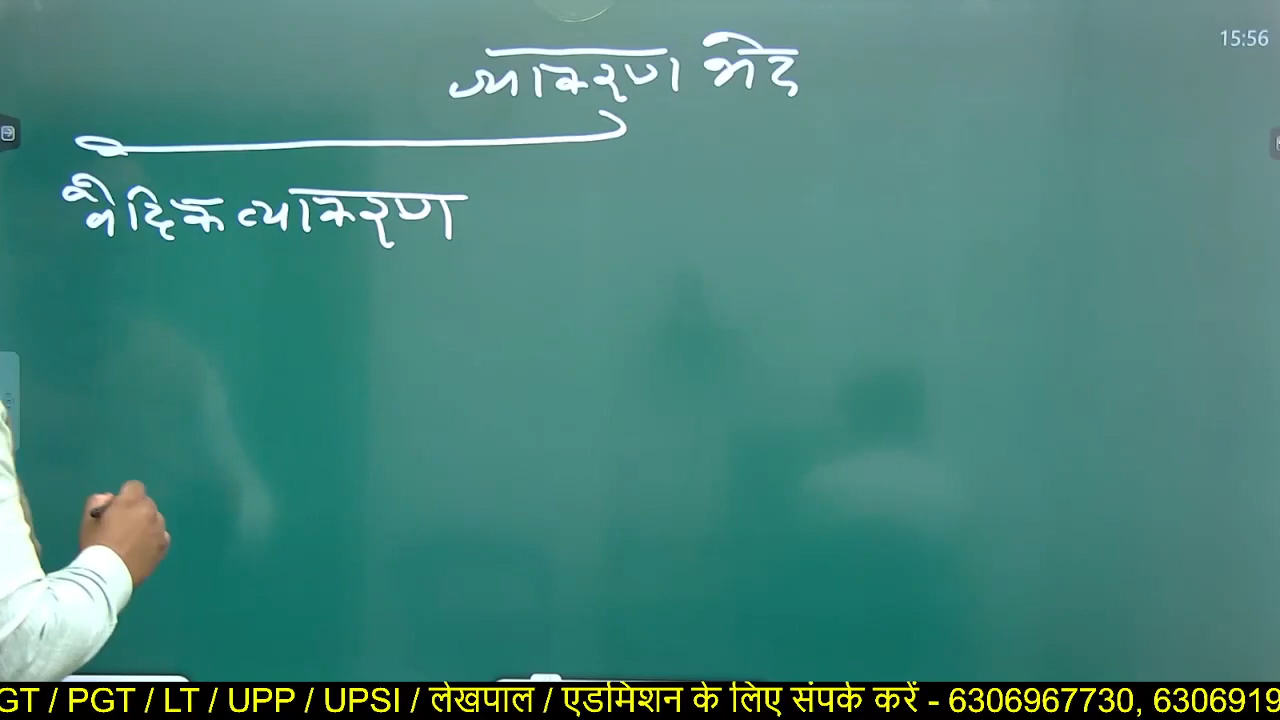 15:56
व्याकरण भेद
वैदिक व्याकरण
GT / PGT / LT / UPP / UPSI / लेखपाल / एडमिशन के लिए संपर्क करें - 6306967730, 6306919